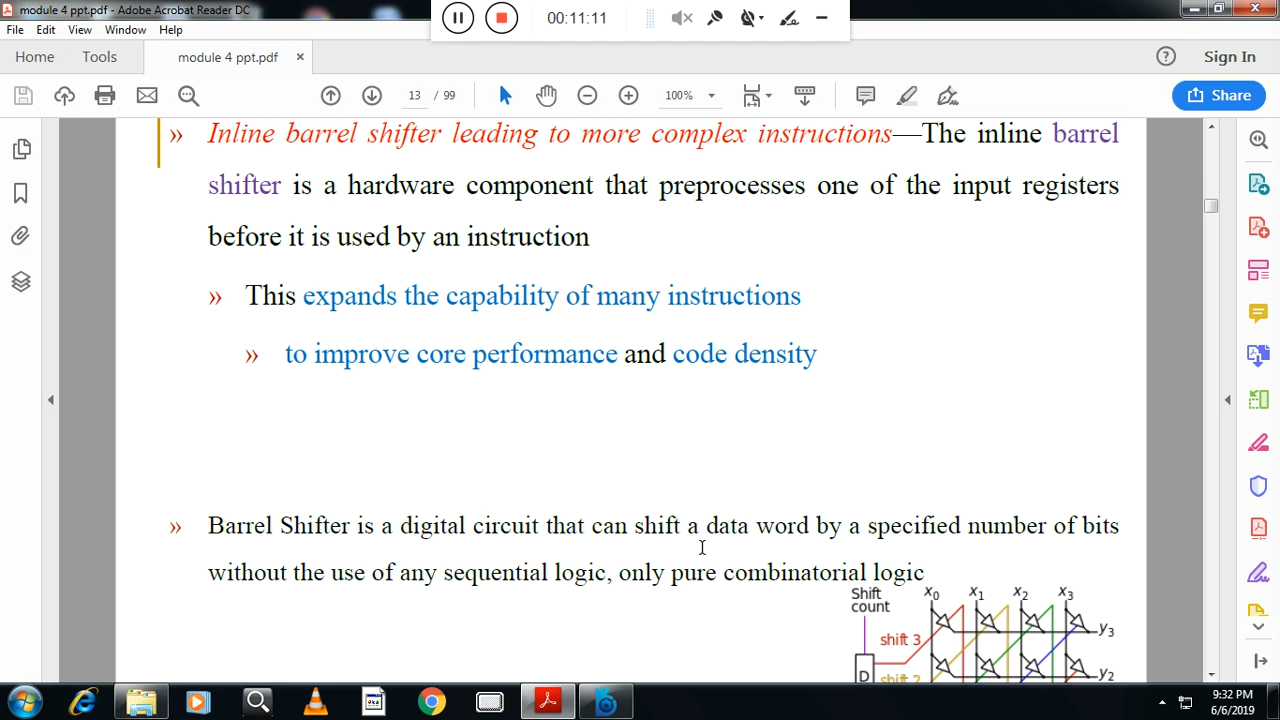 module 4 ppt.pdf - Adobe Acrobat Reader DC
00:11:11
File Edit View Window Help
Home Tools module 4 ppt.pdf × ? Sign In
13 / 99 100% Share
» Inline barrel shifter leading to more complex instructions—The inline barrel
shifter is a hardware component that preprocesses one of the input registers
before it is used by an instruction
» This expands the capability of many instructions
» to improve core performance and code density
» Barrel Shifter is a digital circuit that can shift a data word by a specified number of bits
without the use of any sequential logic, only pure combinatorial logic
Shift
count
x0 x1 x2 x3
shift 3
y3
D
shift 2
y2
9:32 PM
6/6/2019